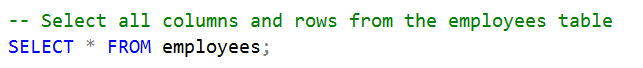 -- Select all columns and rows from the employees table
SELECT * FROM employees;